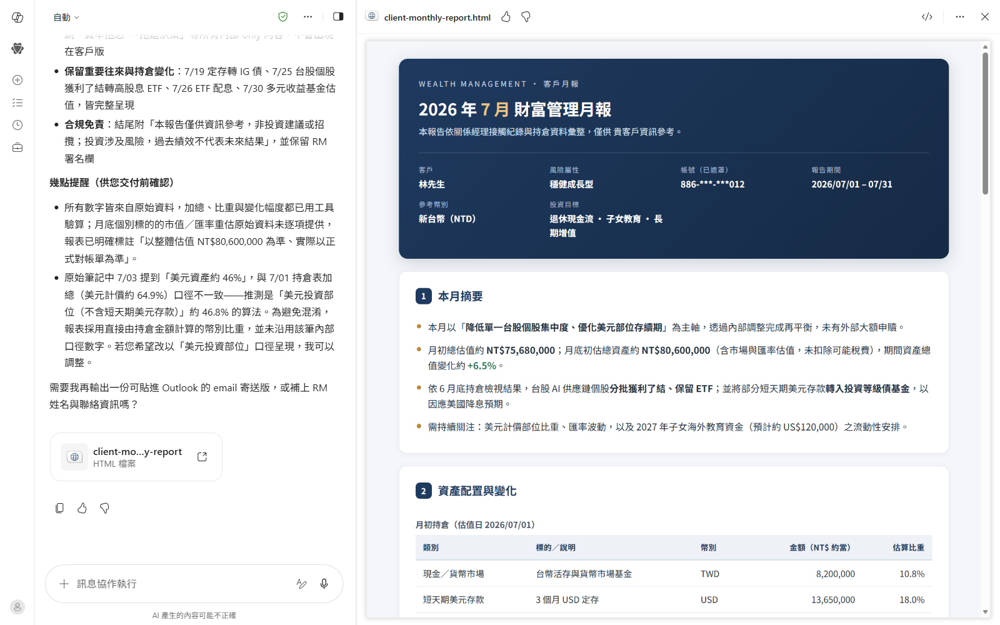 自動
在客戶版
保留重要往來與持倉變化：7/19 定存轉 IG 債、7/25 台股個股
獲利了結轉高股息 ETF、7/26 ETF 配息、7/30 多元收益基金估
值，皆完整呈現
合規免責：結尾附「本報告僅供資訊參考，非投資建議或招
攬；投資涉及風險，過去績效不代表未來結果」，並保留 RM
署名欄
幾點提醒（供您交付前確認）
所有數字皆來自原始資料，加總、比重與變化幅度都已用工具
驗算；月底個別標的的市值／匯率重估原始資料未逐項提供，
報表已明確標註「以整體估值 NT$80,600,000 為準、實際以正
式對帳單為準」。
原始筆記中 7/03 提到「美元資產約 46%」，與 7/01 持倉表加
總（美元計價約 64.9%）口徑不一致——推測是「美元投資部
位（不含短天期美元存款）」約 46.8% 的算法。為避免混淆，
報表採用直接由持倉金額計算的幣別比重，並未沿用該筆內部
口徑數字。若您希望改以「美元投資部位」口徑呈現，我可以
調整。
需要我再輸出一份可貼進 Outlook 的 email 寄送版，或補上 RM
姓名與聯絡資訊嗎？
client-mo...y-report
HTML 檔案
訊息協作執行
AI 產生的內容可能不正確
client-monthly-report.html
WEALTH MANAGEMENT · 客戶月報
2026 年 7 月 財富管理月報
本報告依關係經理接觸紀錄與持倉資料彙整，僅供 貴客戶資訊參考。
客戶
林先生
風險屬性
穩健成長型
帳號（已遮罩）
886-***-***012
報告期間
2026/07/01 – 07/31
參考幣別
新台幣（NTD）
投資目標
退休現金流 · 子女教育 · 長
期增值
1 本月摘要
本月以「降低單一台股個股集中度、優化美元部位存續期」為主軸，透過內部調整完成再平衡，未有外部大額申贖。
月初總估值約 NT$75,680,000；月底初估總資產約 NT$80,600,000（含市場與匯率估值，未扣除可能稅費），期間資產總
值變化約 +6.5%。
依 6 月底持倉檢視結果，台股 AI 供應鏈個股分批獲利了結、保留 ETF；並將部分短天期美元存款轉入投資等級債基金，以
因應美國降息預期。
需持續關注：美元計價部位比重、匯率波動，以及 2027 年子女海外教育資金（預計約 US$120,000）之流動性安排。
2 資產配置與變化
月初持倉（估值日 2026/07/01）
類別 標的／說明 幣別 金額（NT$ 約當） 估算比重
現金／貨幣市場 台幣活存與貨幣市場基金 TWD 8,200,000 10.8%
短天期美元存款 3 個月 USD 定存 USD 13,650,000 18.0%